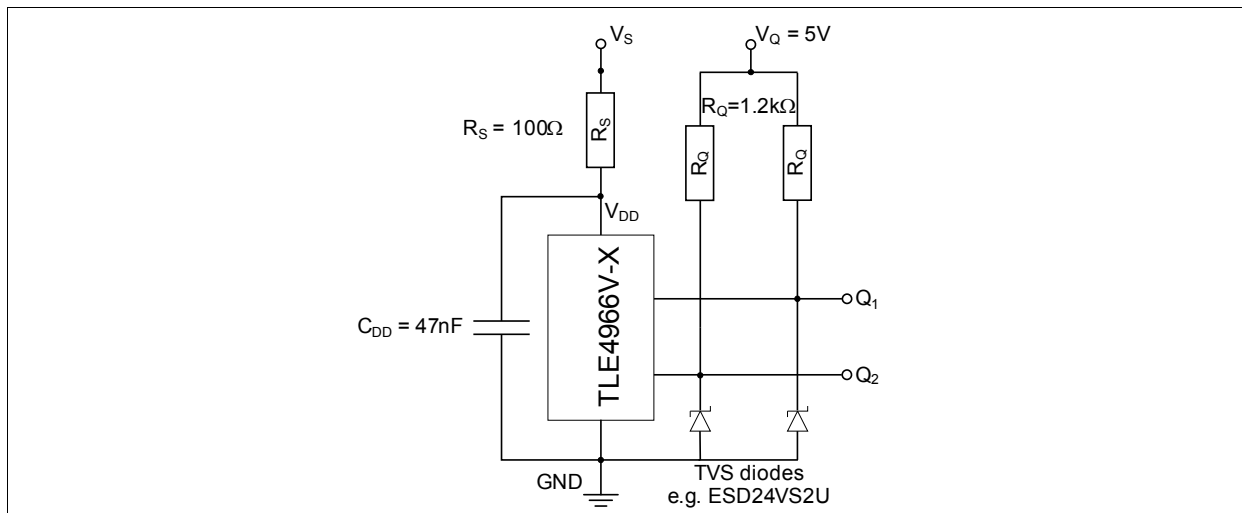 V_S
V_Q = 5V
R_S = 100Ω
R_S
R_Q=1.2kΩ
R_Q
R_Q
V_DD
TLE4966V-X
C_DD = 47nF
Q_1
Q_2
GND
TVS diodes
e.g. ESD24VS2U